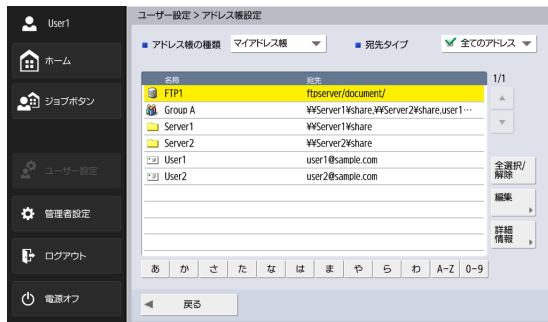 User1
ホーム
ジョブボタン
ユーザー設定
管理者設定
ログアウト
電源オフ
ユーザー設定 > アドレス帳設定
■ アドレス帳の種類 マイアドレス帳 ▼ ■ 宛先タイプ 全てのアドレス ▼
名称 宛先 1/1
FTP1 ftpserver/document/
Group A ¥¥Server1¥share,¥¥Server2¥share,user1…
Server1 ¥¥Server1¥share
Server2 ¥¥Server2¥share
User1 user1@sample.com
User2 user2@sample.com
全選択/
解除
編集
詳細
情報
あ か さ た な は ま や ら わ A-Z 0-9
戻る